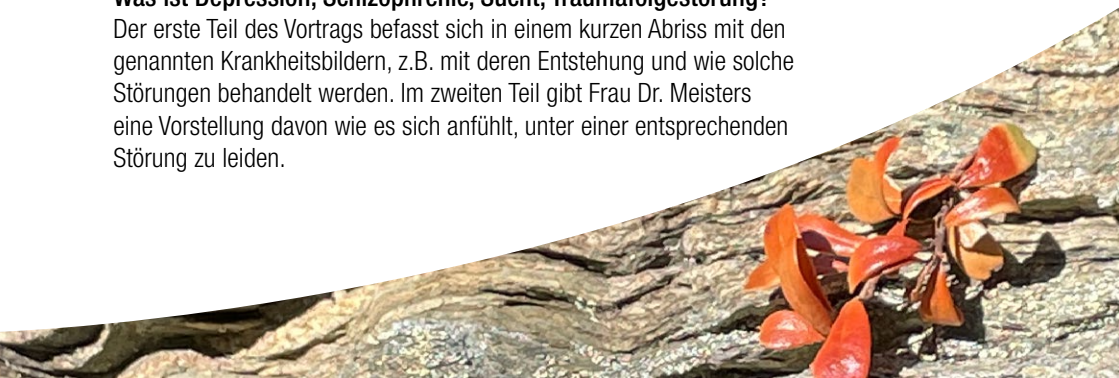 Was ist Depression, Schizophrenie, Sucht, Traumafolgestörung?
Der erste Teil des Vortrags befasst sich in einem kurzen Abriss mit den
genannten Krankheitsbildern, z.B. mit deren Entstehung und wie solche
Störungen behandelt werden. Im zweiten Teil gibt Frau Dr. Meisters
eine Vorstellung davon wie es sich anfühlt, unter einer entsprechenden
Störung zu leiden.